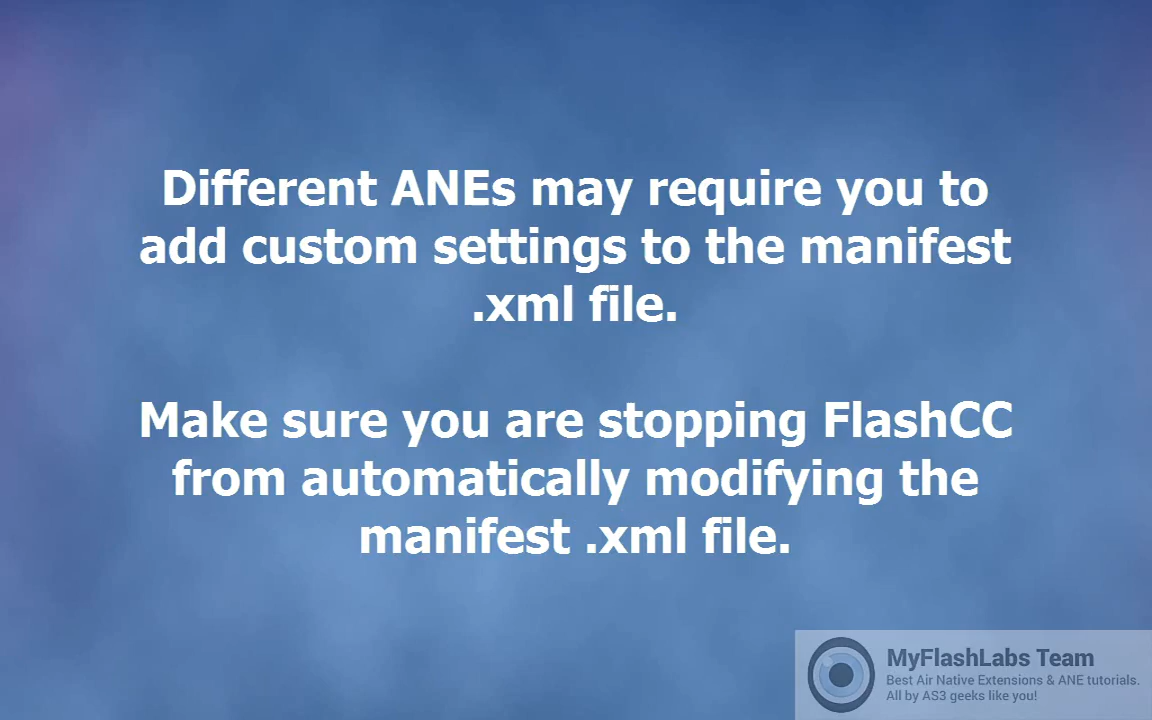 Different ANEs may require you to
add custom settings to the manifest
.xml file.
Make sure you are stopping FlashCC
from automatically modifying the
manifest .xml file.
MyFlashLabs Team
Best Air Native Extensions & ANE tutorials.
All by AS3 geeks like you!